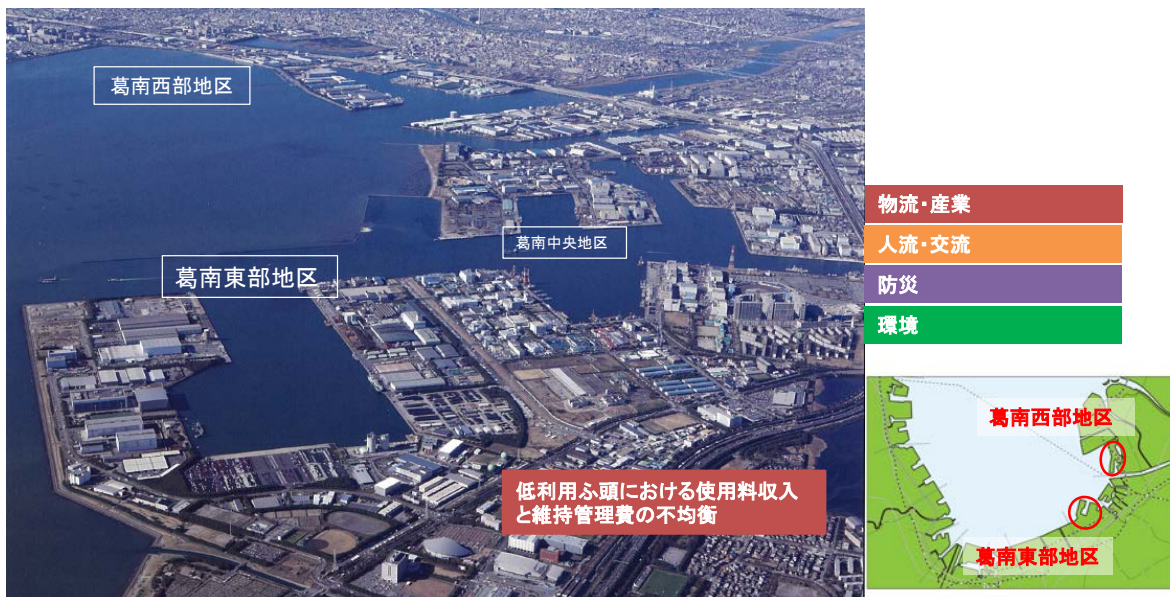 葛南西部地区
葛南中央地区
葛南東部地区
低利用ふ頭における使用料収入
と維持管理費の不均衡
物流・産業
人流・交流
防災
環境
葛南西部地区
葛南東部地区